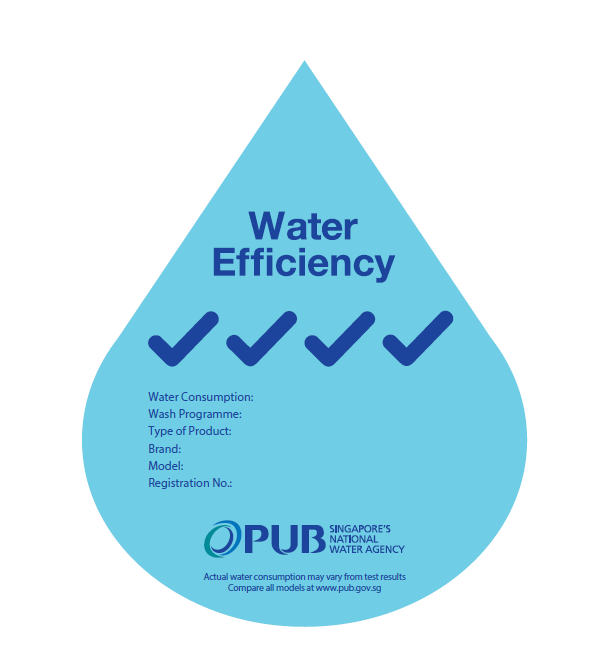 Water
Efficiency
Water Consumption:
Wash Programme:
Type of Product:
Brand:
Model:
Registration No.:
PUB SINGAPORE'S
NATIONAL
WATER AGENCY
Actual water consumption may vary from test results
Compare all models at www.pub.gov.sg